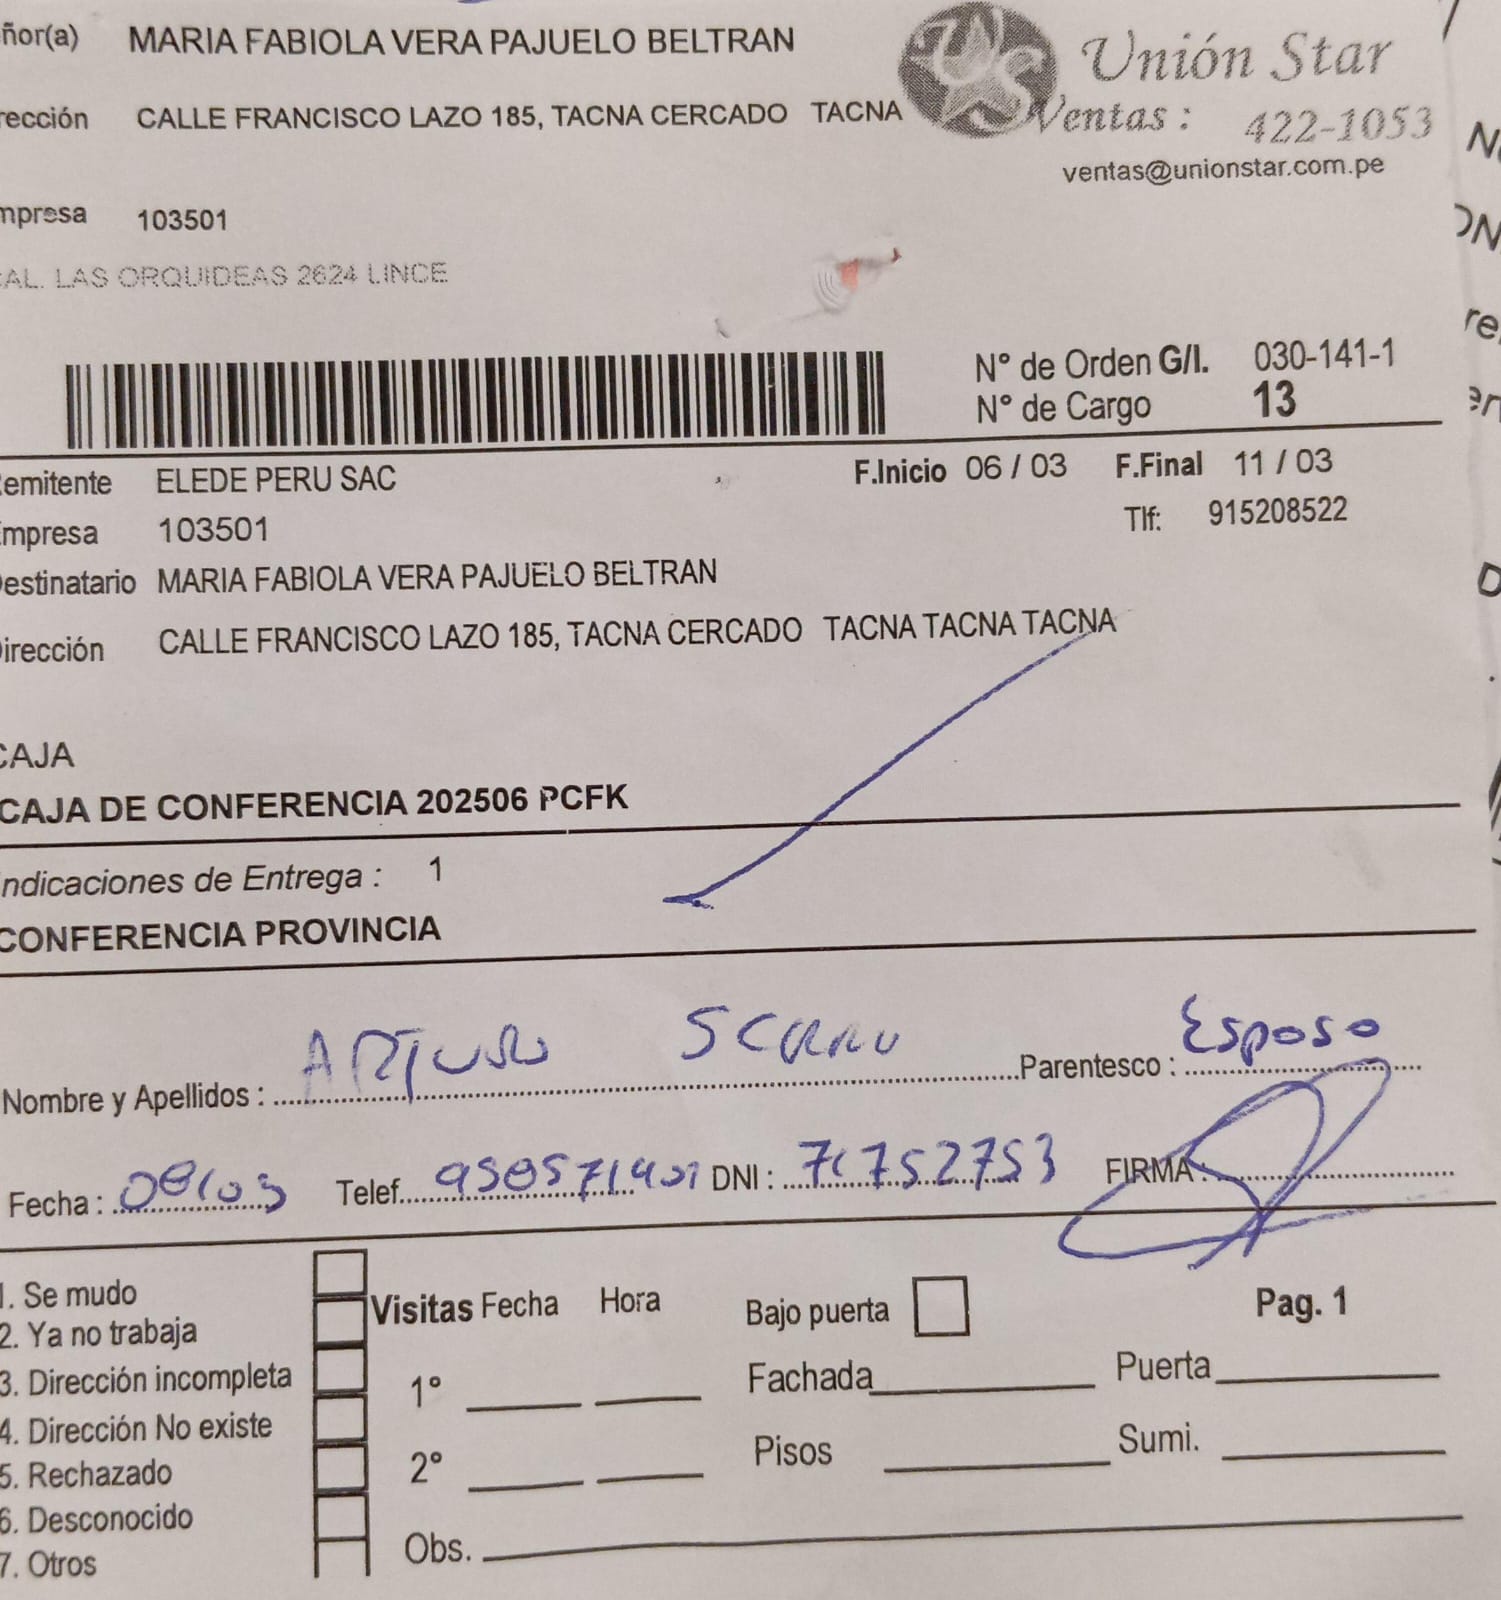 ñor(a) MARIA FABIOLA VERA PAJUELO BELTRAN
Unión Star
rección CALLE FRANCISCO LAZO 185, TACNA CERCADO TACNA
Ventas : 422-1053
ventas@unionstar.com.pe
mpresa 103501
AL. LAS ORQUIDEAS 2624 LINCE
N° de Orden G/I. 030-141-1
N° de Cargo 13
emitente ELEDE PERU SAC F.Inicio 06 / 03 F.Final 11 / 03
mpresa 103501 Tlf: 915208522
estinatario MARIA FABIOLA VERA PAJUELO BELTRAN
irección CALLE FRANCISCO LAZO 185, TACNA CERCADO TACNA TACNA TACNA
CAJA
CAJA DE CONFERENCIA 202506 PCFK
ndicaciones de Entrega : 1
CONFERENCIA PROVINCIA
Nombre y Apellidos : ARTURO Parentesco : Esposo
Fecha : 08/03 Telef. DNI : FIRMA :
1. Se mudo
2. Ya no trabaja
3. Dirección incompleta
4. Dirección No existe
5. Rechazado
6. Desconocido
7. Otros
Visitas Fecha Hora
1°
2°
Obs.
Bajo puerta Pag. 1
Fachada Puerta
Pisos Sumi.